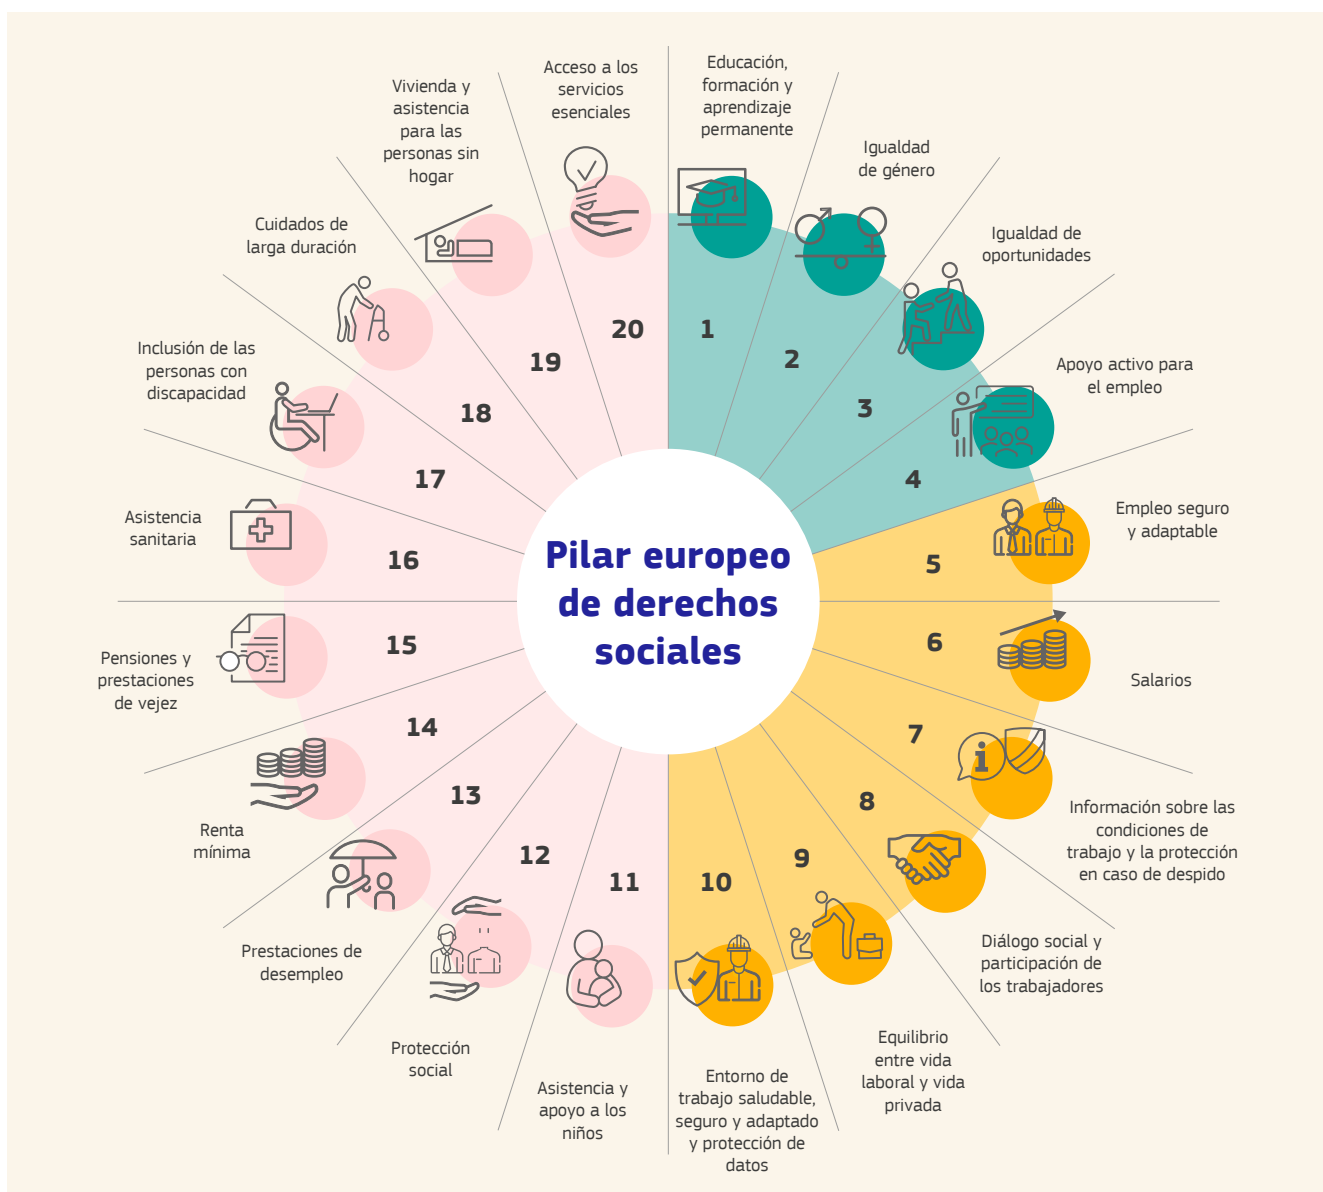 Pilar europeo
de derechos
sociales
1
Educación,
formación y
aprendizaje
permanente
2
Igualdad
de género
3
Igualdad de
oportunidades
4
Apoyo activo para
el empleo
5
Empleo seguro
y adaptable
6
Salarios
7
Información sobre las
condiciones de
trabajo y la protección
en caso de despido
8
Diálogo social y
participación de
los trabajadores
9
Equilibrio
entre vida
laboral y vida
privada
10
Entorno de
trabajo saludable,
seguro y adaptado
y protección de
datos
11
Asistencia y
apoyo a los
niños
12
Protección
social
13
Prestaciones de
desempleo
14
Renta
mínima
15
Pensiones y
prestaciones
de vejez
16
Asistencia
sanitaria
17
Inclusión de las
personas con
discapacidad
18
Cuidados de
larga duración
19
Vivienda y
asistencia
para las
personas sin
hogar
20
Acceso a los
servicios
esenciales